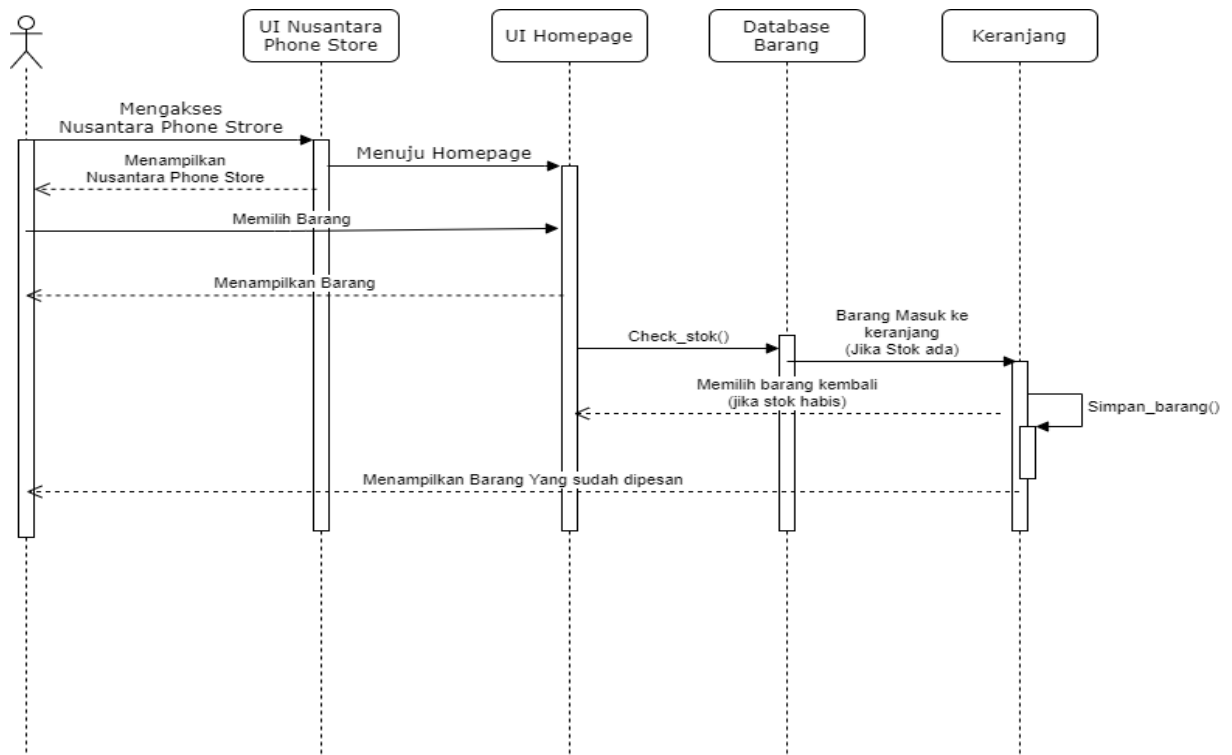 UI Nusantara
Phone Store
UI Homepage
Database
Barang
Keranjang
Mengakses
Nusantara Phone Strore
Menuju Homepage
Menampilkan
Nusantara Phone Store
Memilih Barang
Menampilkan Barang
Check_stok()
Barang Masuk ke
keranjang
(Jika Stok ada)
Memilih barang kembali
(jika stok habis)
Simpan_barang()
Menampilkan Barang Yang sudah dipesan